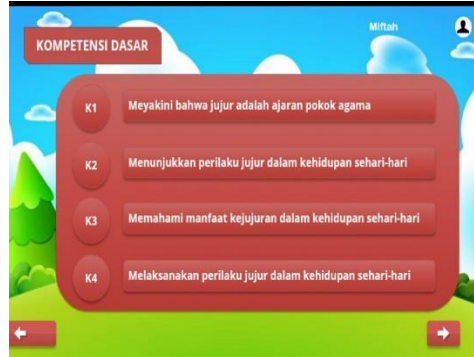 Miftah
KOMPETENSI DASAR
K1 Meyakini bahwa jujur adalah ajaran pokok agama
K2 Menunjukkan perilaku jujur dalam kehidupan sehari-hari
K3 Memahami manfaat kejujuran dalam kehidupan sehari-hari
K4 Melaksanakan perilaku jujur dalam kehidupan sehari-hari